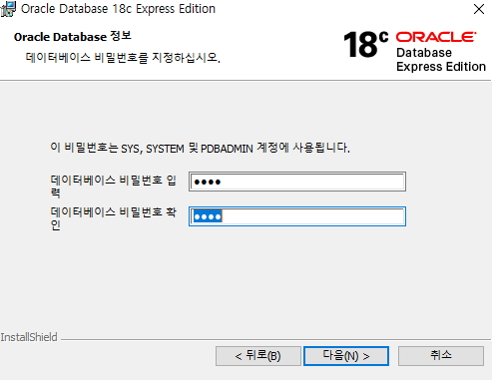 Oracle Database 18c Express Edition
Oracle Database 정보
데이터베이스 비밀번호를 지정하십시오.
18c ORACLE
Database
Express Edition
이 비밀번호는 SYS, SYSTEM 및 PDBADMIN 계정에 사용됩니다.
데이터베이스 비밀번호 입
력
●●●●
데이터베이스 비밀번호 확
인
●●●●
InstallShield
< 뒤로(B)
다음(N) >
취소